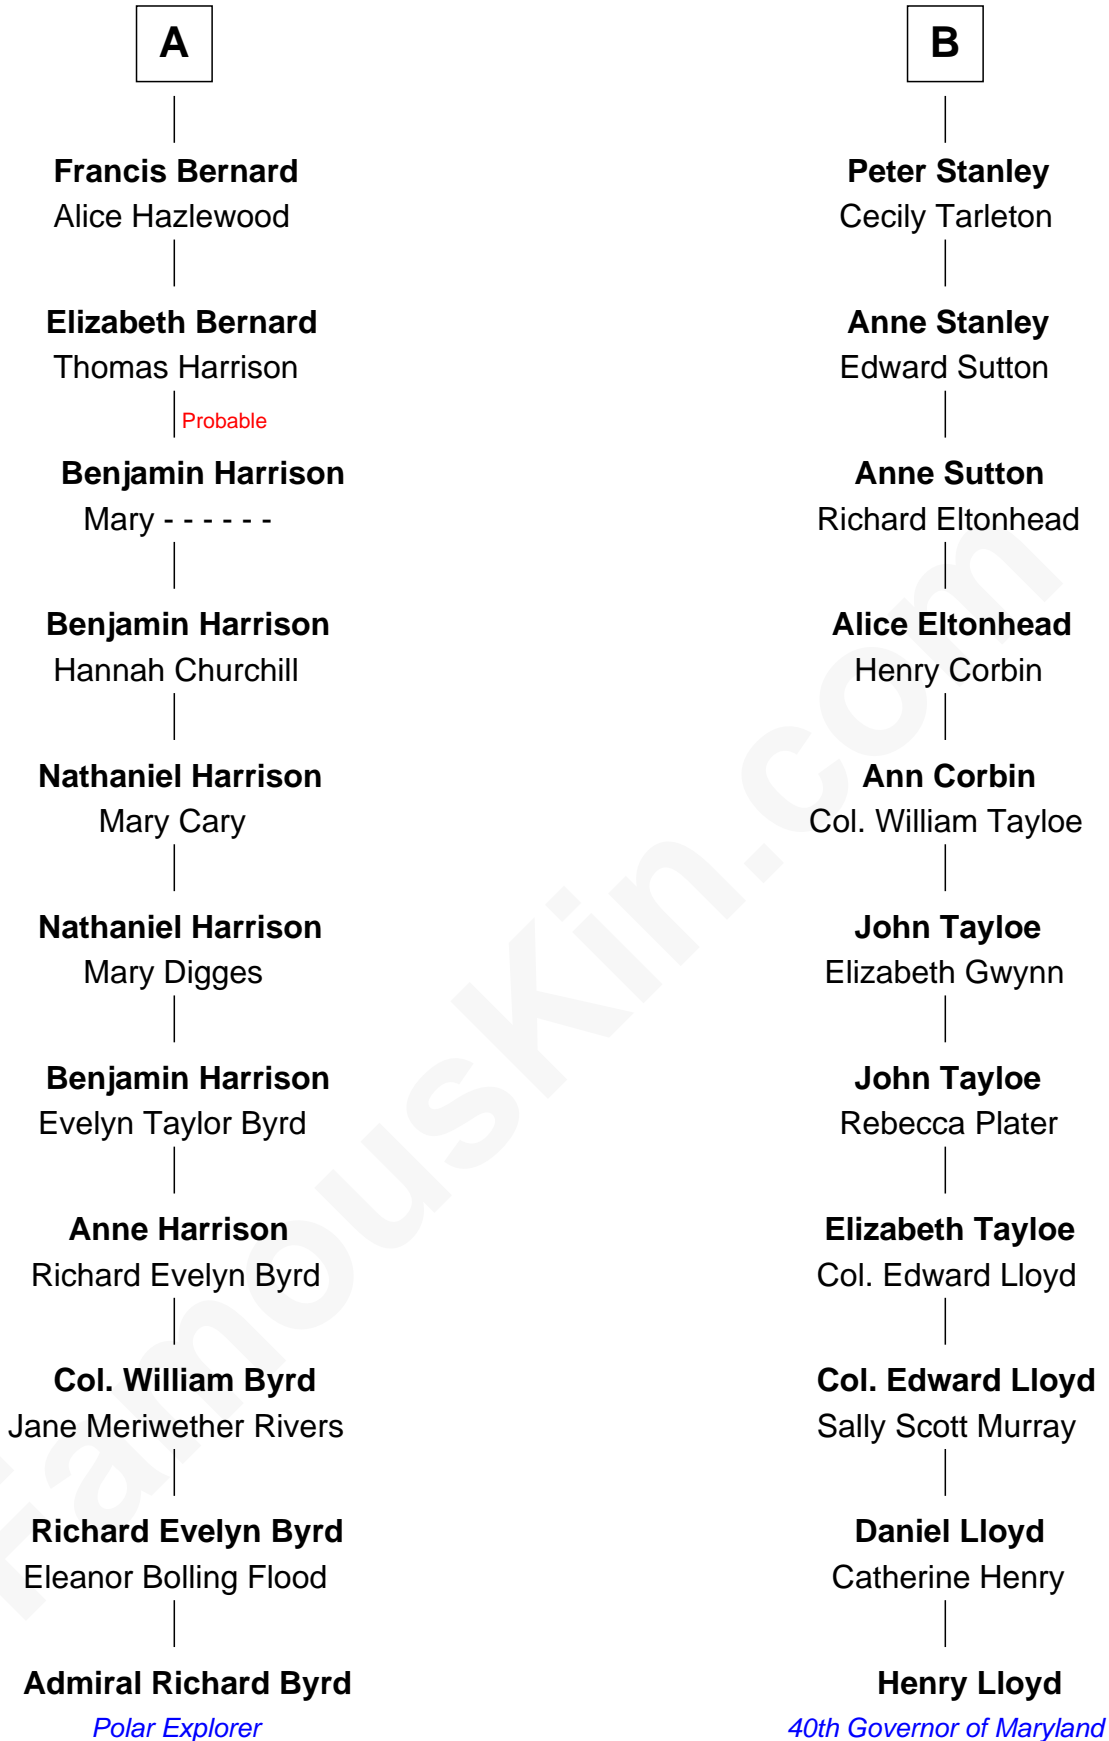 A
Francis Bernard
Alice Hazlewood
Elizabeth Bernard
Thomas Harrison
Probable
Benjamin Harrison
Mary - - - - - -
Benjamin Harrison
Hannah Churchill
Nathaniel Harrison
Mary Cary
Nathaniel Harrison
Mary Digges
Benjamin Harrison
Evelyn Taylor Byrd
Anne Harrison
Richard Evelyn Byrd
Col. William Byrd
Jane Meriwether Rivers
Richard Evelyn Byrd
Eleanor Bolling Flood
Admiral Richard Byrd
Polar Explorer
B
Peter Stanley
Cecily Tarleton
Anne Stanley
Edward Sutton
Anne Sutton
Richard Eltonhead
Alice Eltonhead
Henry Corbin
Ann Corbin
Col. William Tayloe
John Tayloe
Elizabeth Gwynn
John Tayloe
Rebecca Plater
Elizabeth Tayloe
Col. Edward Lloyd
Col. Edward Lloyd
Sally Scott Murray
Daniel Lloyd
Catherine Henry
Henry Lloyd
40th Governor of Maryland
FamousKin.com